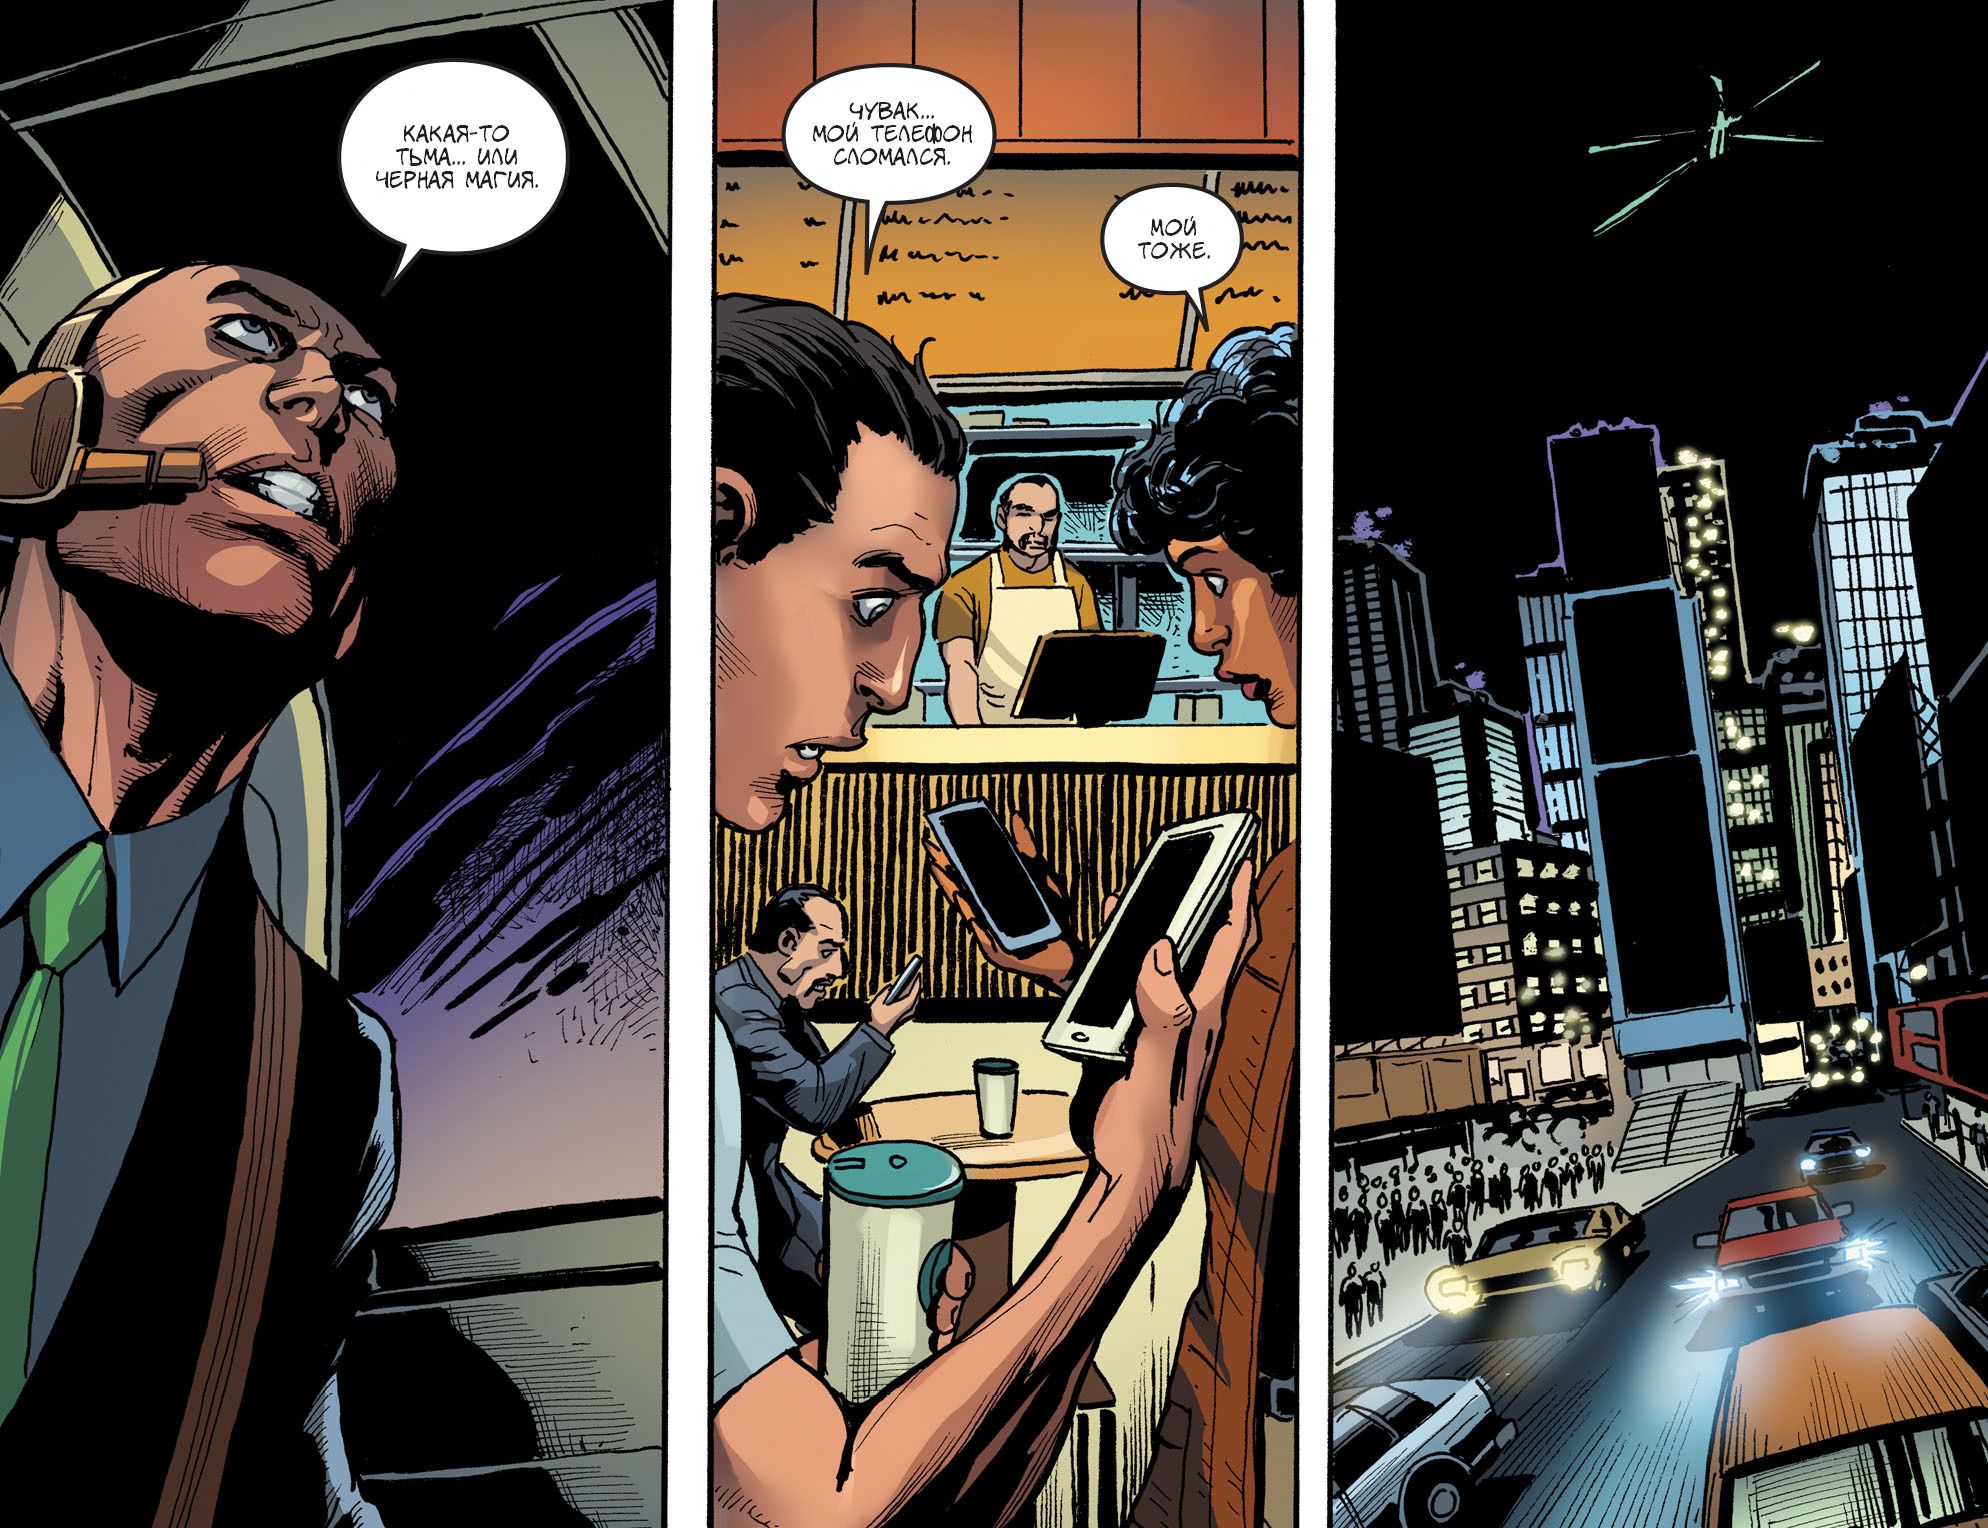 КАКАЯ-ТО
ТЬМА... ИЛИ
ЧЕРНАЯ МАГИЯ.
ЧУВАК...
МОЙ ТЕЛЕФОН
СЛОМАЛСЯ.
МОЙ
ТОЖЕ.